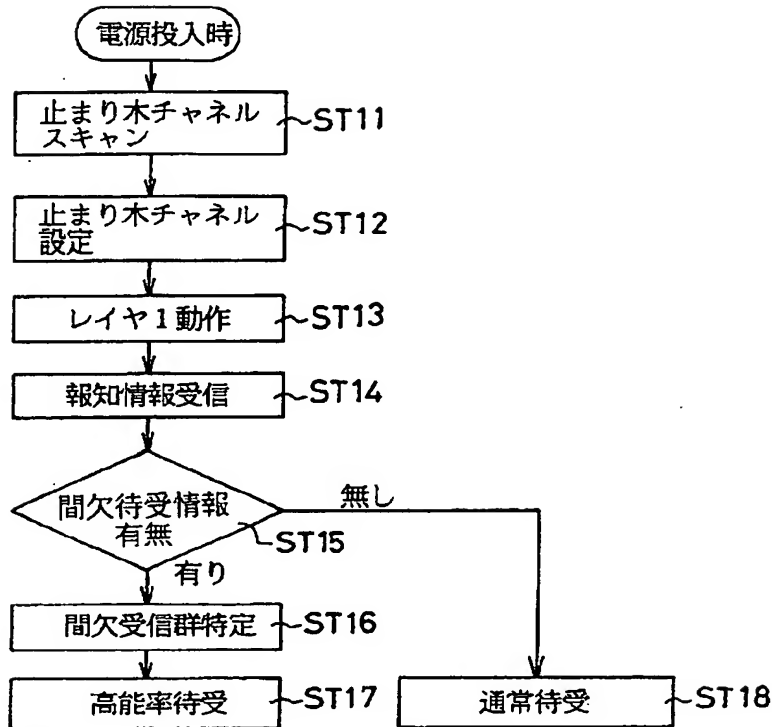 電源投入時
止まり木チャネル
スキャン
ST11
止まり木チャネル
設定
ST12
レイヤ1動作
ST13
報知情報受信
ST14
間欠待受情報
有無
ST15
無し
有り
間欠受信群特定
ST16
高能率待受
ST17
通常待受
ST18